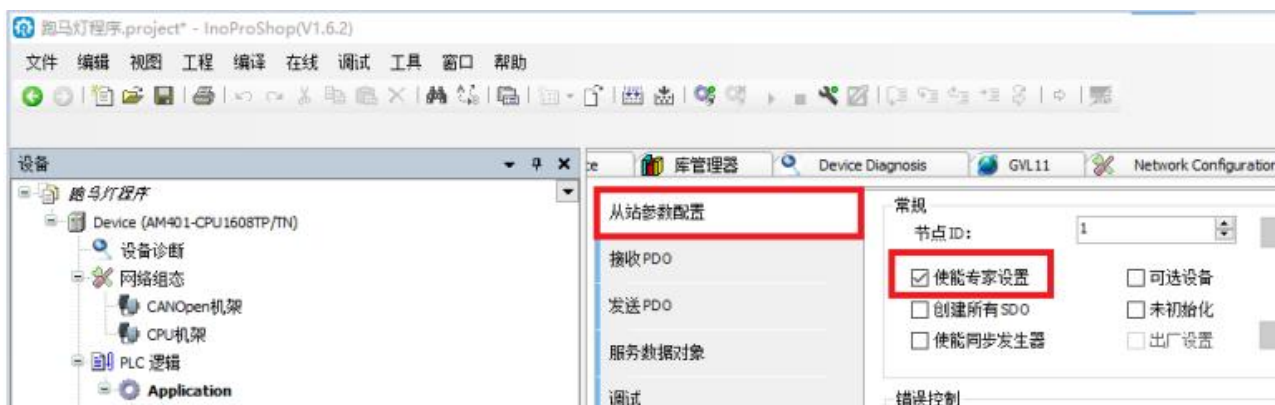 跑马灯程序.project* - InoProShop(V1.6.2)
文件 编辑 视图 工程 编译 在线 调试 工具 窗口 帮助
设备
库管理器 Device Diagnosis GVL11 Network Configuration
跑马灯程序
Device (AM401-CPU1608TP/TN)
设备诊断
网络组态
CANOpen机架
CPU机架
PLC 逻辑
Application
从站参数配置
接收PDO
发送PDO
服务数据对象
调试
常规
节点ID: 1
使能专家设置 可选设备
创建所有SDO 未初始化
使能同步发生器 出厂设置
错误控制